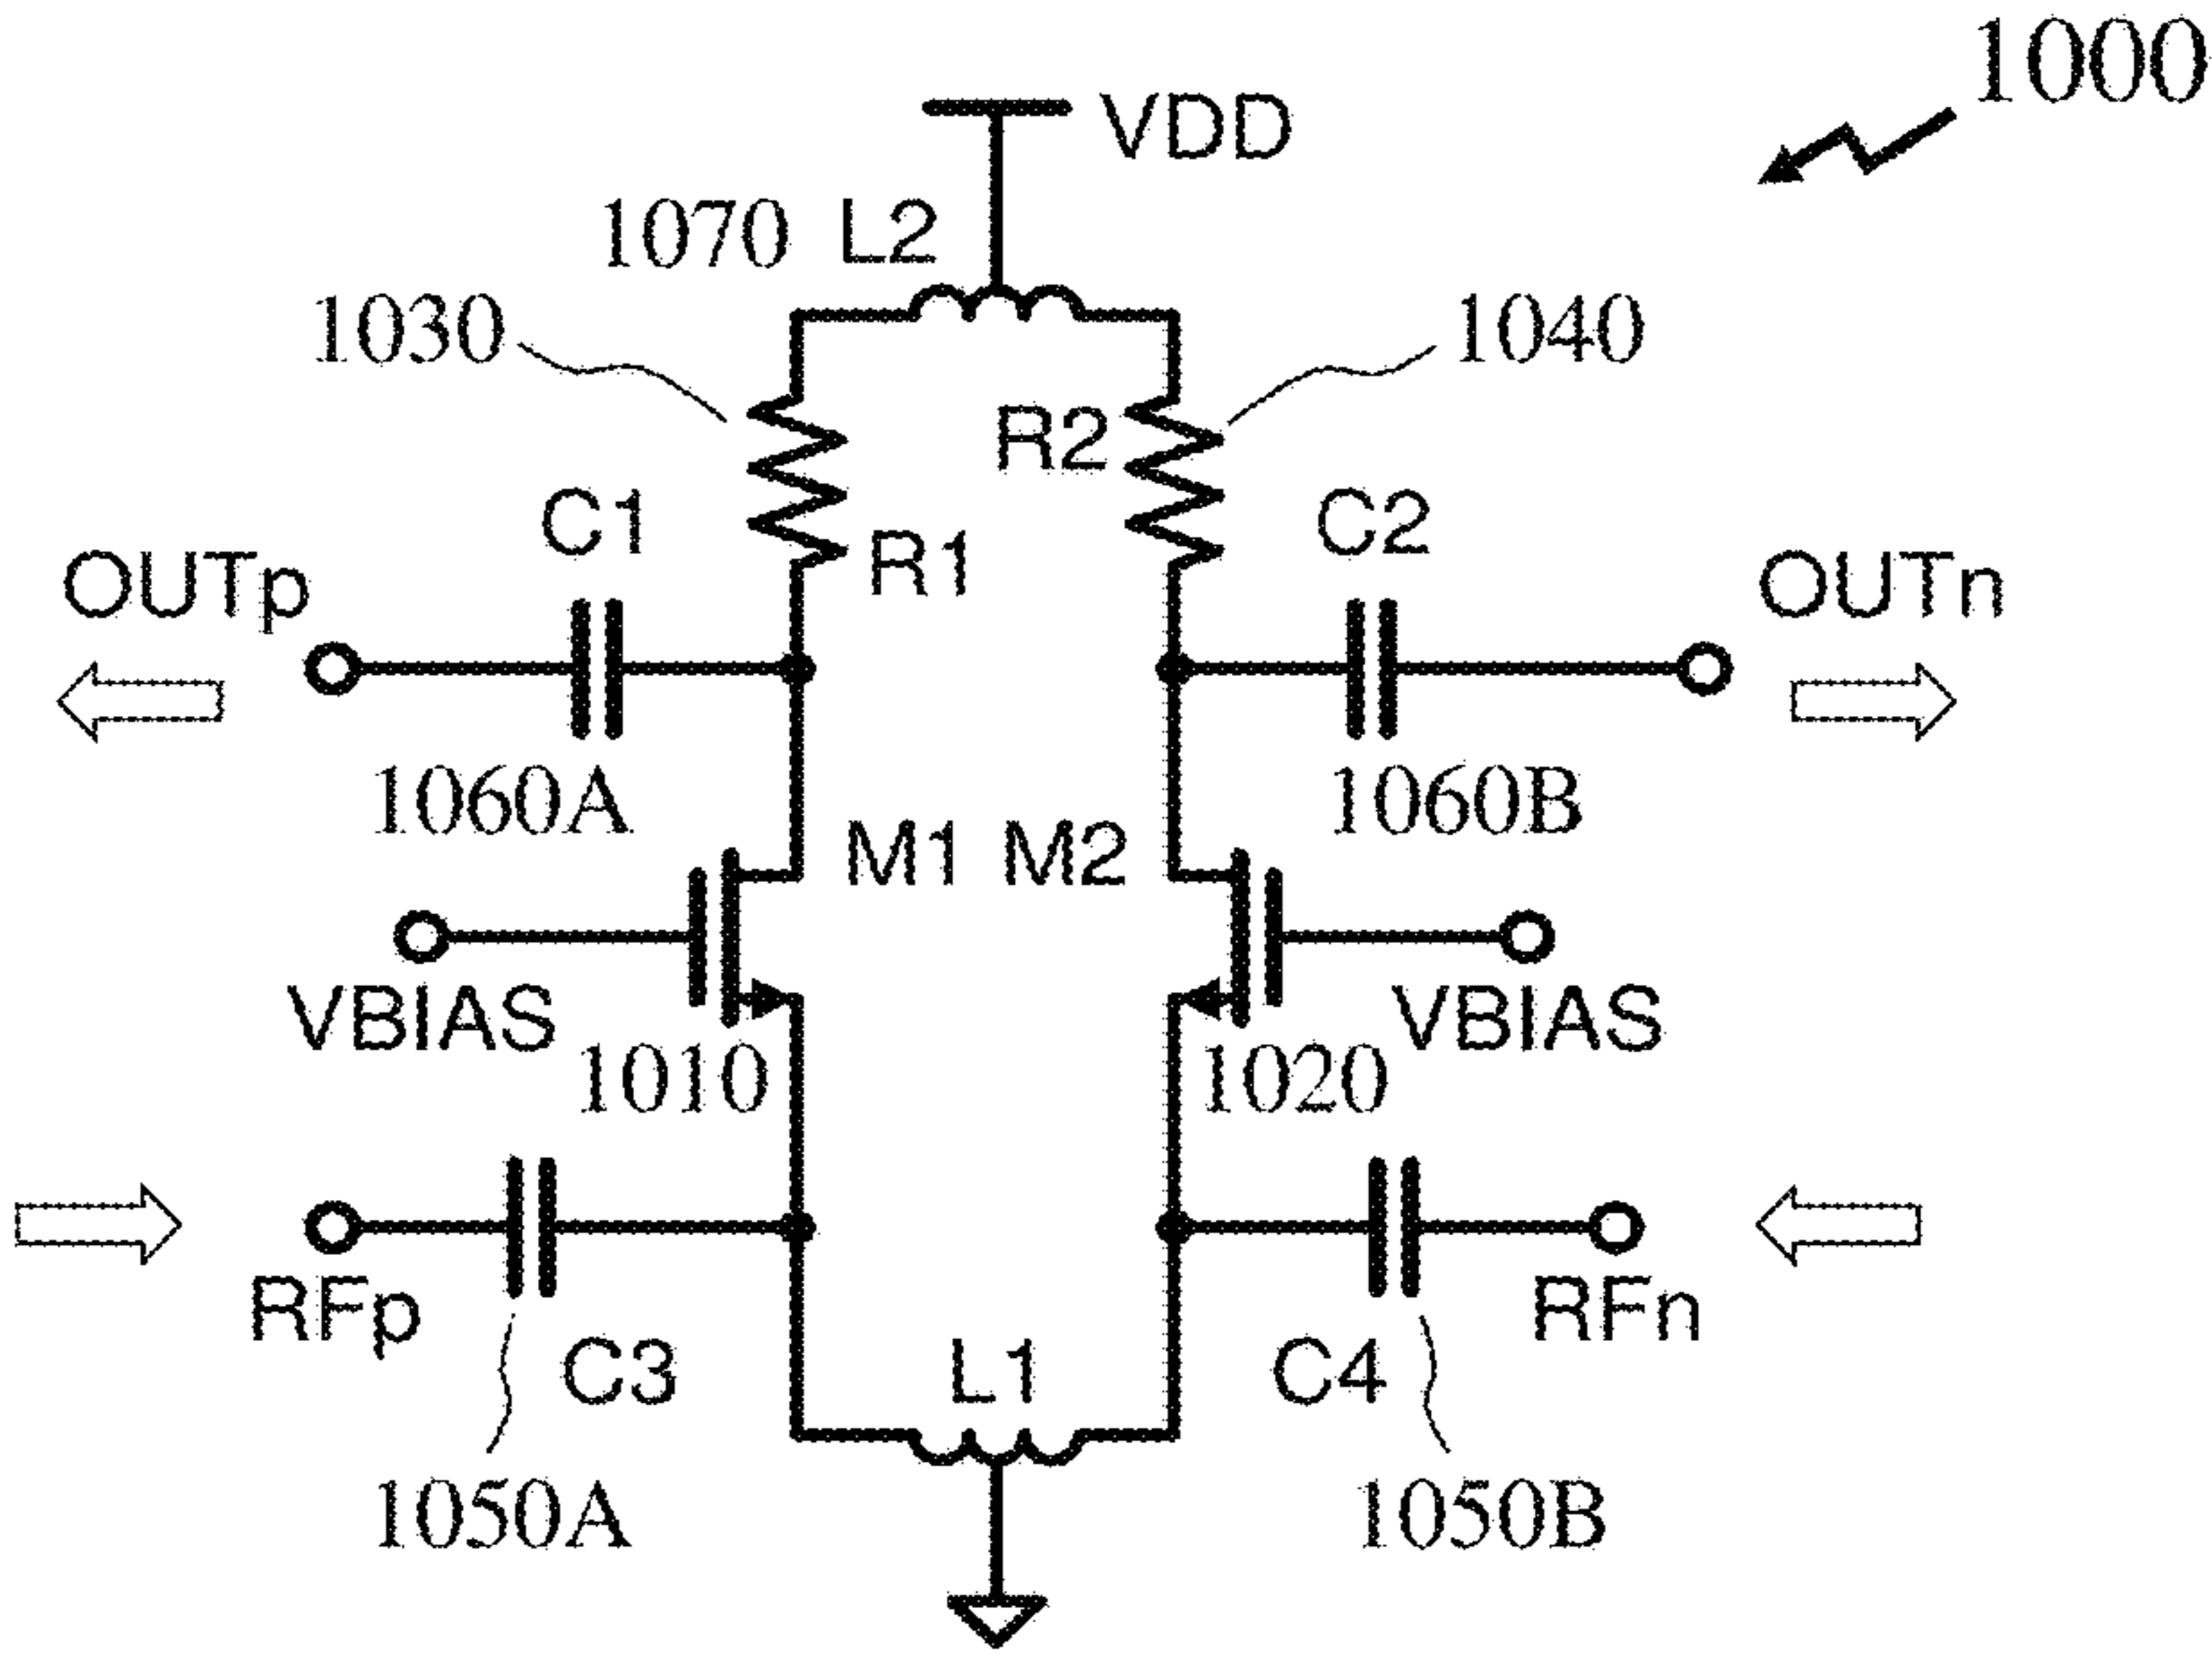 1000
VDD
1070 L2
1030
1040
R2
C1
C2
R1
OUTp
OUTn
1060A
1060B
M1 M2
VBIAS
VBIAS
1010
1020
RFp
RFn
C3
L1
C4
1050A
1050B